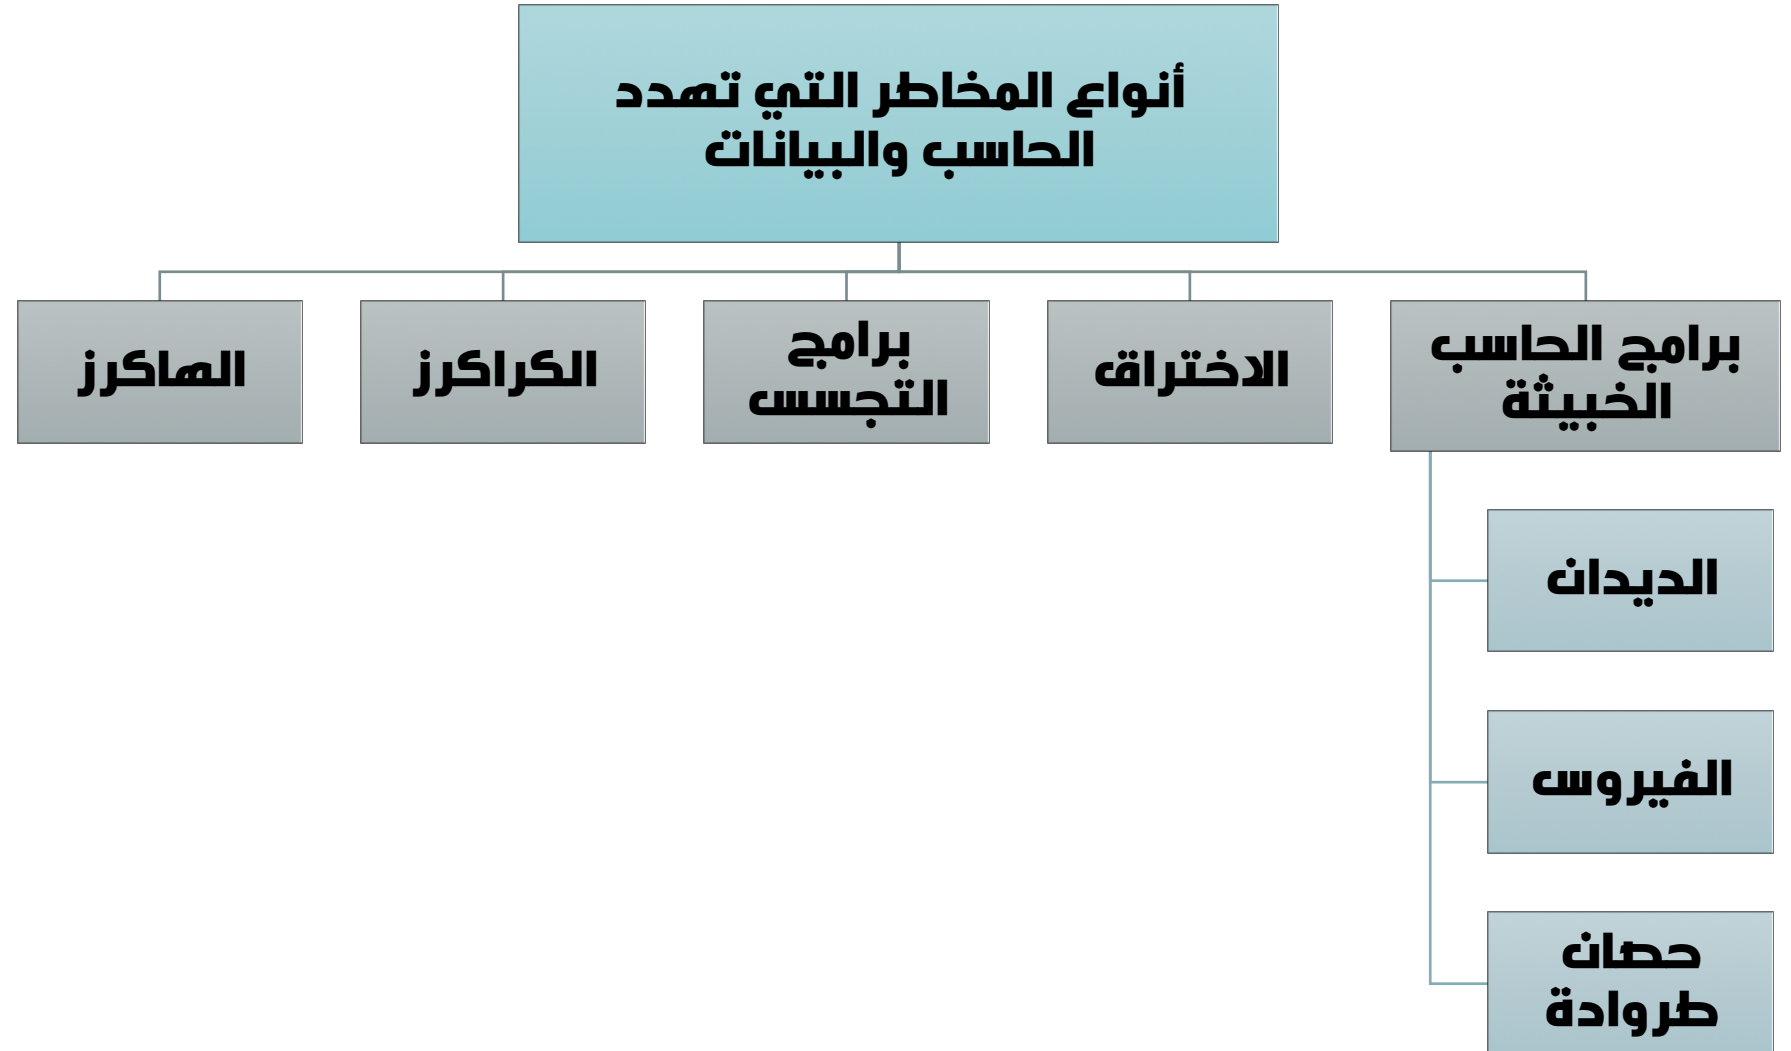 أنواع المخاطر التي تهدد
الحاسب والبيانات
برامج الحاسب
الخبيثة
الاختراق
برامج
التجسس
الكراكرز
الهاكرز
الديدان
الفيروس
حصان
طروادة